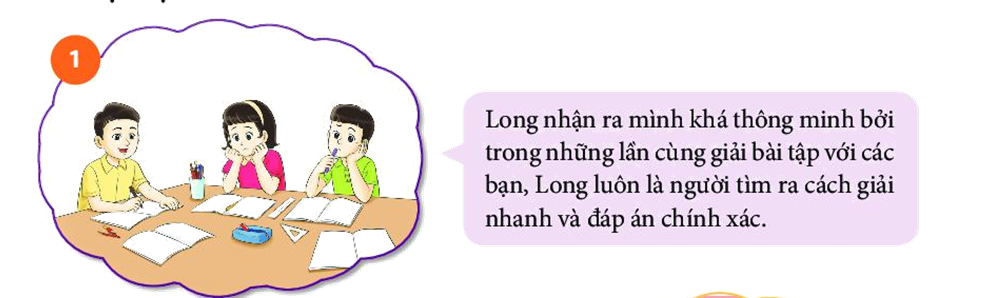 1
Long nhận ra mình khá thông minh bởi
trong những lần cùng giải bài tập với các
bạn, Long luôn là người tìm ra cách giải
nhanh và đáp án chính xác.